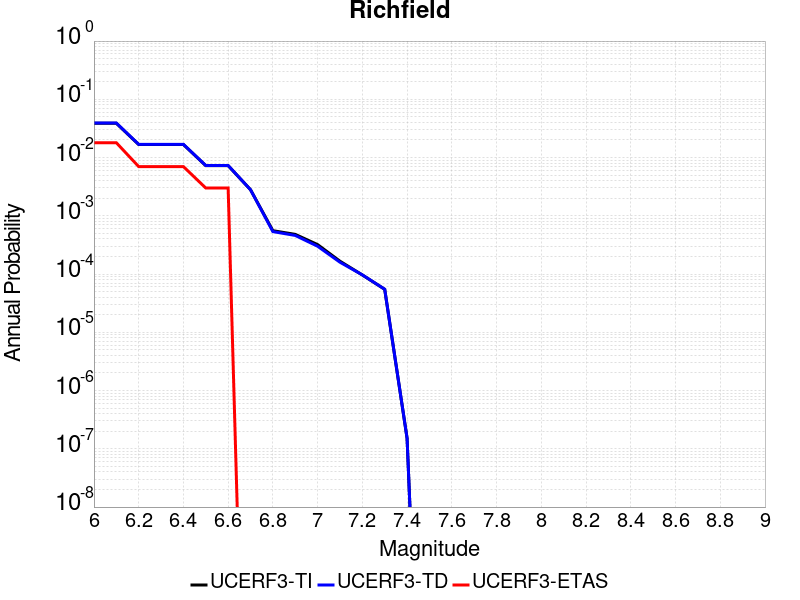 Richfield
10^0
10^-1
10^-2
10^-3
10^-4
10^-5
10^-6
10^-7
10^-8
Annual Probability
6 6.2 6.4 6.6 6.8 7 7.2 7.4 7.6 7.8 8 8.2 8.4 8.6 8.8 9
Magnitude
UCERF3-TI UCERF3-TD UCERF3-ETAS